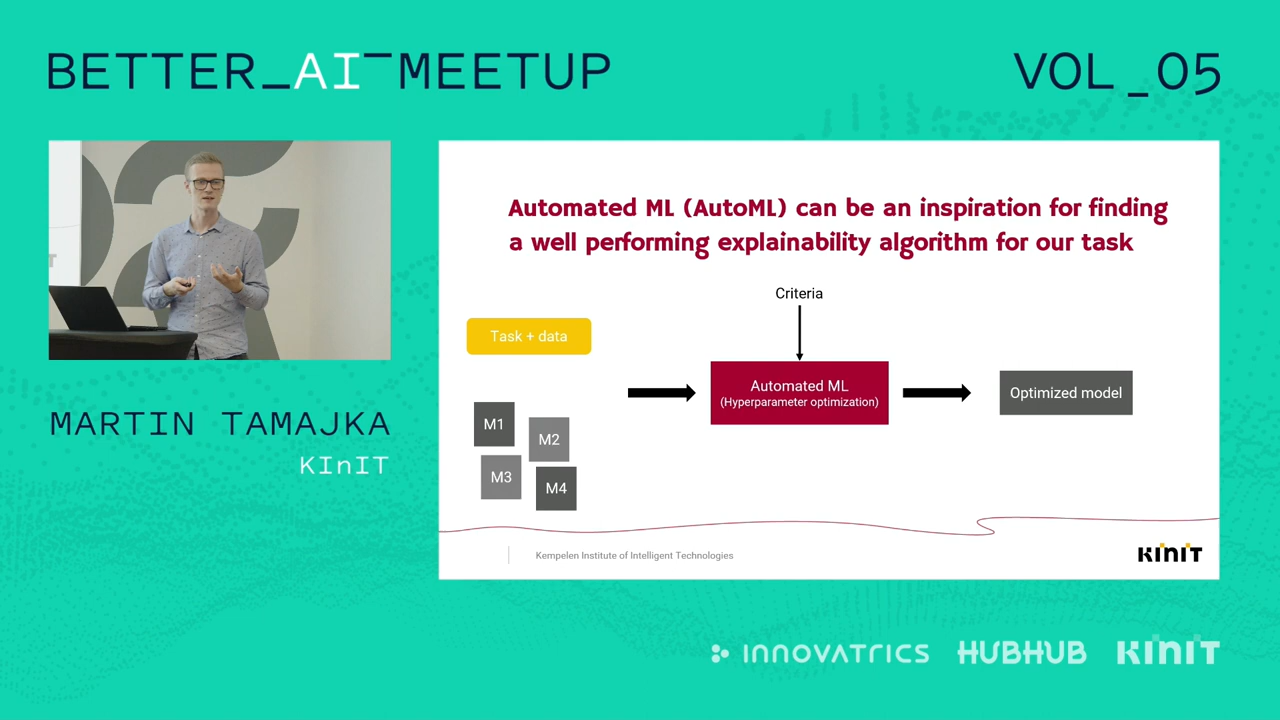 BETTER_AI¯MEETUP
VOL_05
MARTIN TAMAJKA
KInIT
Automated ML (AutoML) can be an inspiration for finding
a well performing explainability algorithm for our task
Criteria
Task + data
Automated ML
(Hyperparameter optimization)
Optimized model
M1
M2
M3
M4
Kempelen Institute of Intelligent Technologies
KINIT
INNOVATRICS
HUBHUB
KINIT